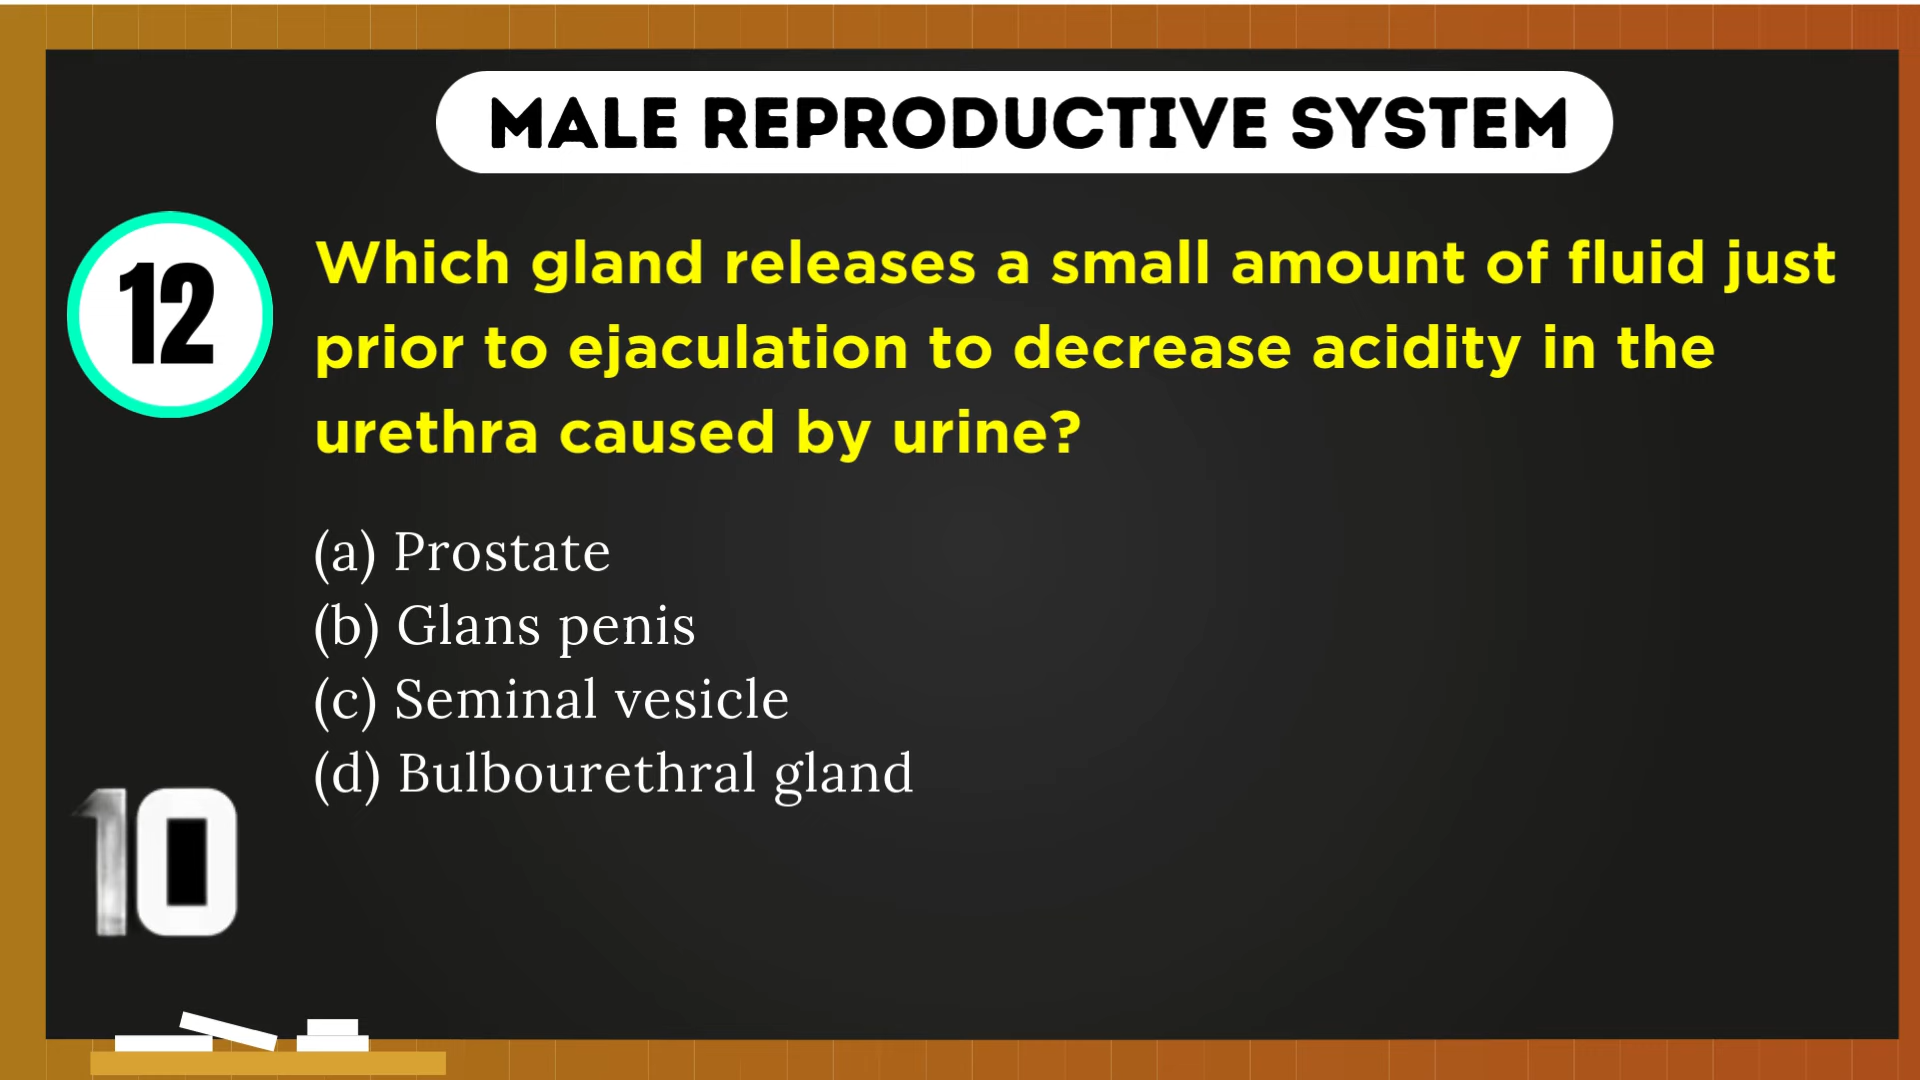 MALE REPRODUCTIVE SYSTEM
12
Which gland releases a small amount of fluid just
prior to ejaculation to decrease acidity in the
urethra caused by urine?
(a) Prostate
(b) Glans penis
(c) Seminal vesicle
(d) Bulbourethral gland
10